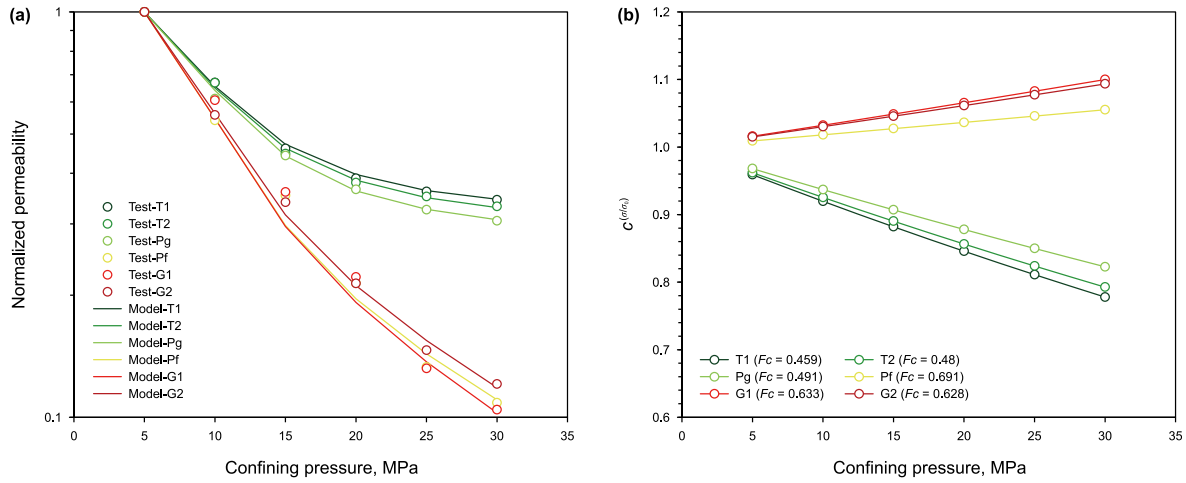 (a)
1
0.1
Normalized permeability
Test-T1
Test-T2
Test-Pg
Test-Pf
Test-G1
Test-G2
Model-T1
Model-T2
Model-Pg
Model-Pf
Model-G1
Model-G2
0 5 10 15 20 25 30 35
Confining pressure, MPa
(b)
1.2
1.1
1.0
0.9
0.8
0.7
0.6
c(σ/σ₀)
T1 (Fc = 0.459) T2 (Fc = 0.48)
Pg (Fc = 0.491) Pf (Fc = 0.691)
G1 (Fc = 0.633) G2 (Fc = 0.628)
0 5 10 15 20 25 30 35
Confining pressure, MPa